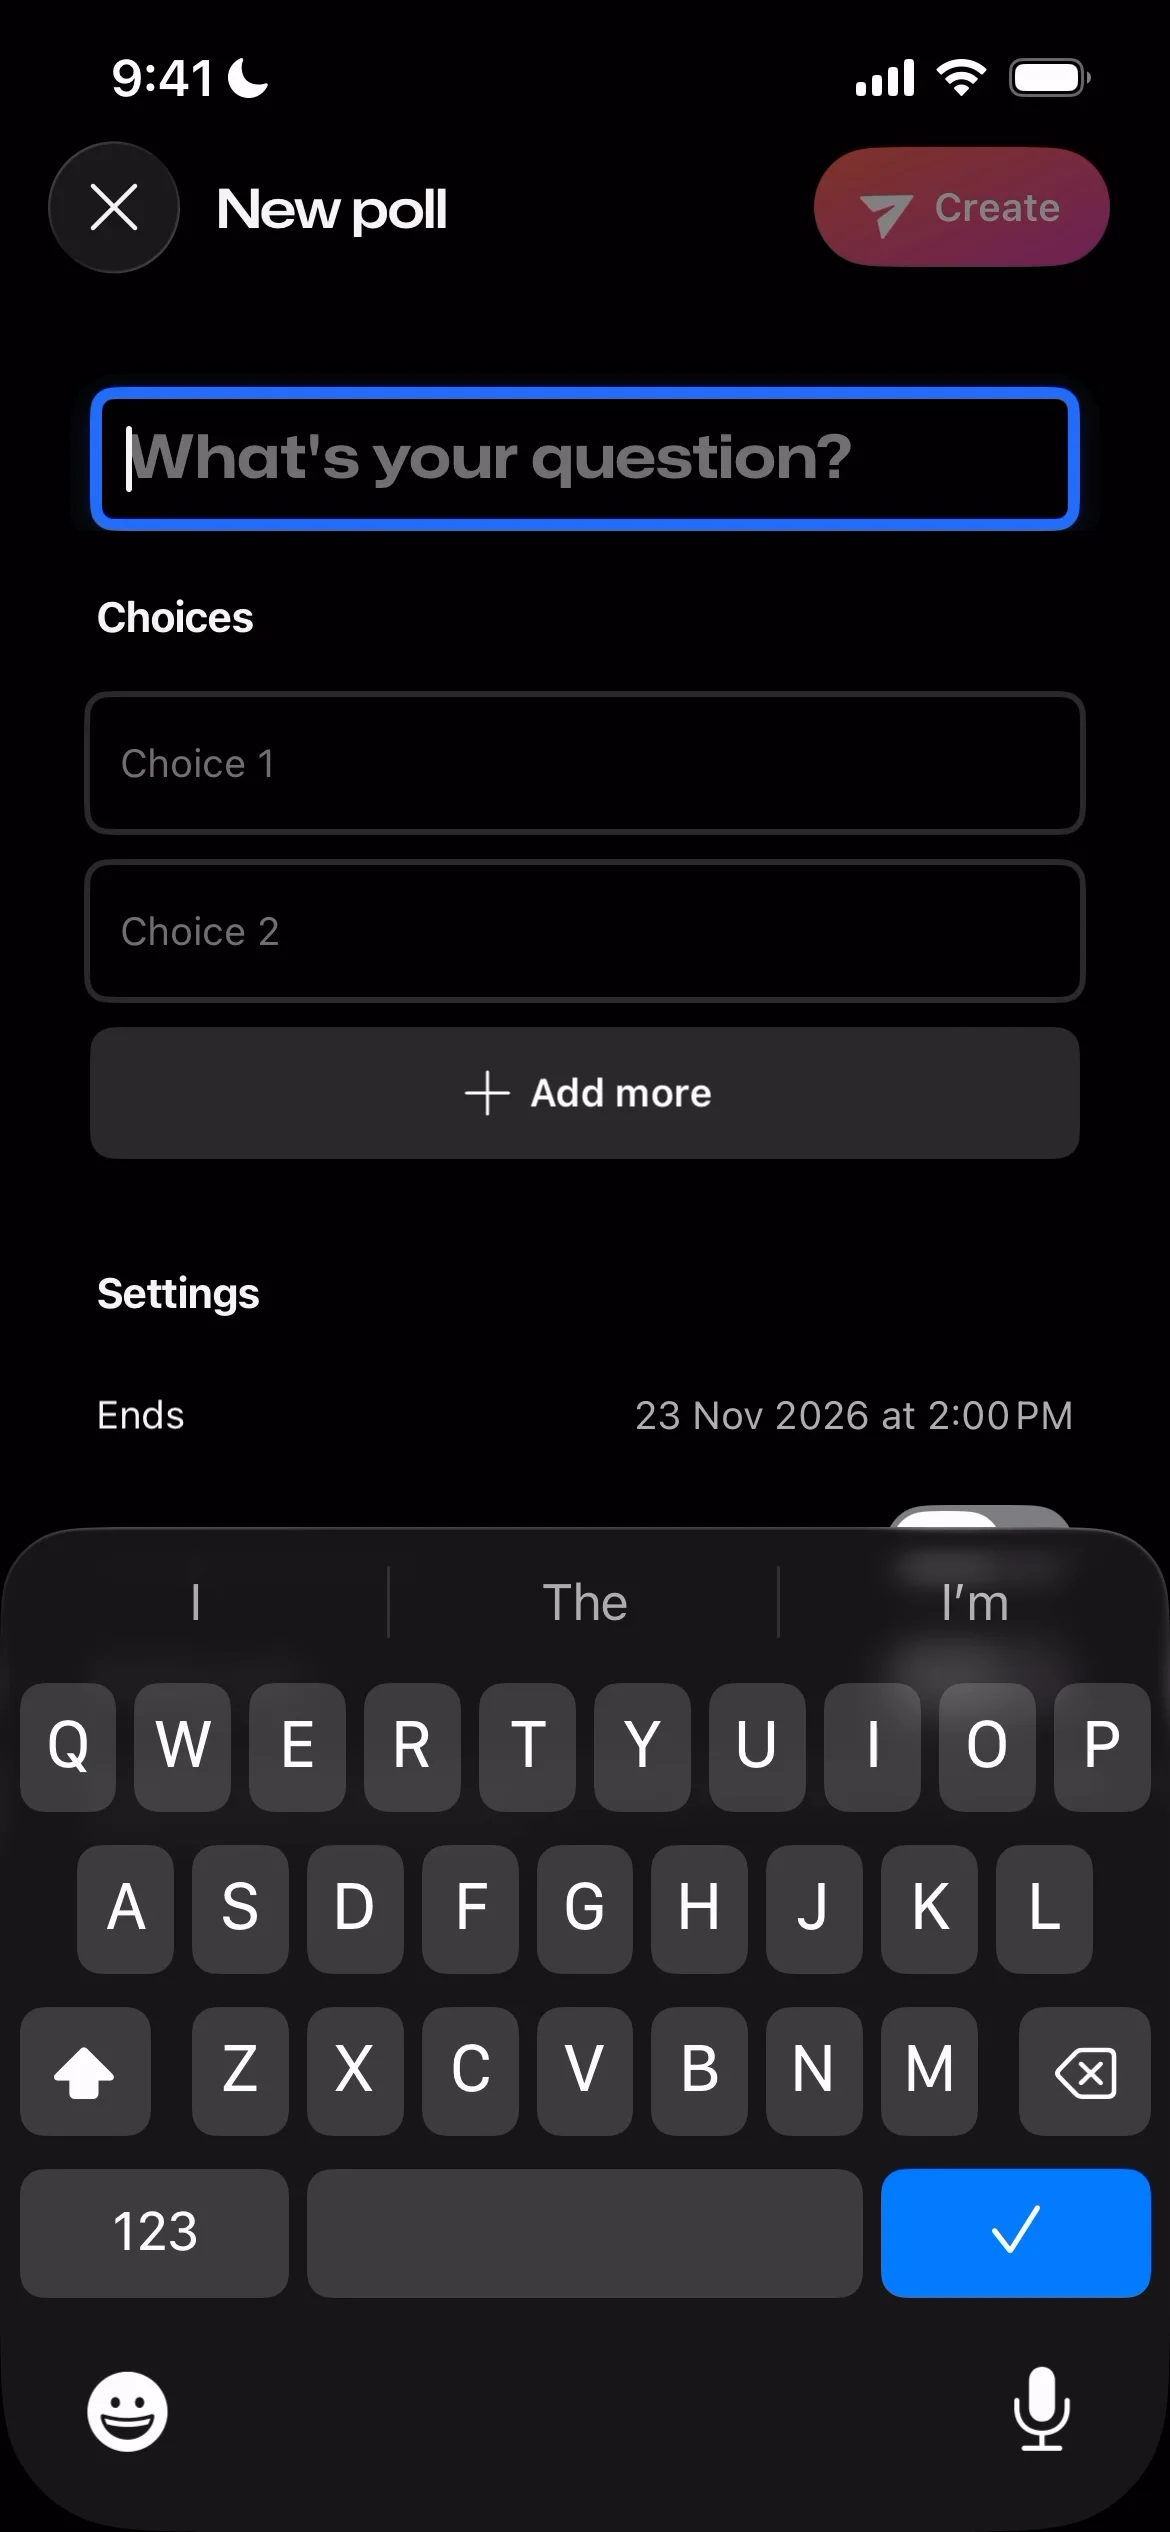 9:41
New poll
Create
What's your question?
Choices
Choice 1
Choice 2
Add more
Settings
Ends 23 Nov 2026 at 2:00 PM
I The I’m
Q W E R T Y U I O P
A S D F G H J K L
Z X C V B N M
123